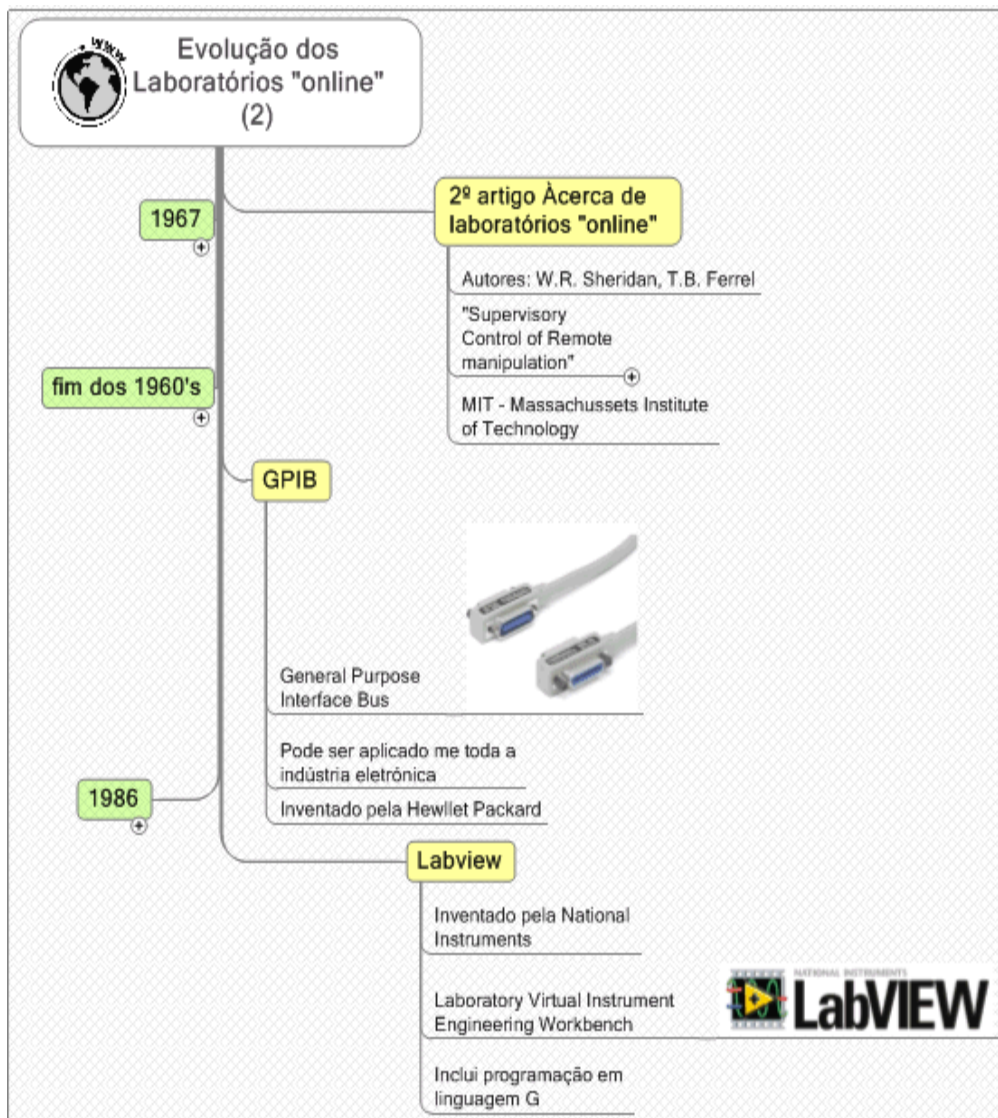 www
Evolução dos
Laboratórios "online"
(2)
1967
2º artigo Àcerca de
laboratórios "online"
Autores: W.R. Sheridan, T.B. Ferrel
"Supervisory
Control of Remote
manipulation"
MIT - Massachussets Institute
of Technology
fim dos 1960's
GPIB
General Purpose
Interface Bus
Pode ser aplicado me toda a
indústria eletrónica
Inventado pela Hewllet Packard
1986
Labview
Inventado pela National
Instruments
Laboratory Virtual Instrument
Engineering Workbench
NATIONAL INSTRUMENTS
LabVIEW
Inclui programação em
linguagem G